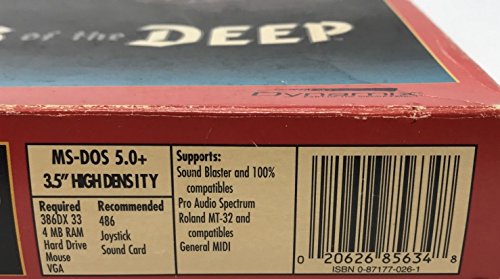 of the DEEP™
Dynamix
MS-DOS 5.0+
3.5" HIGH DENSITY
Required
386DX 33
4 MB RAM
Hard Drive
Mouse
VGA
Recommended
486
Joystick
Sound Card
Supports:
Sound Blaster and 100%
compatibles
Pro Audio Spectrum
Roland MT-32 and
compatibles
General MIDI
0 20626 85634 8
ISBN 0-87177-026-1